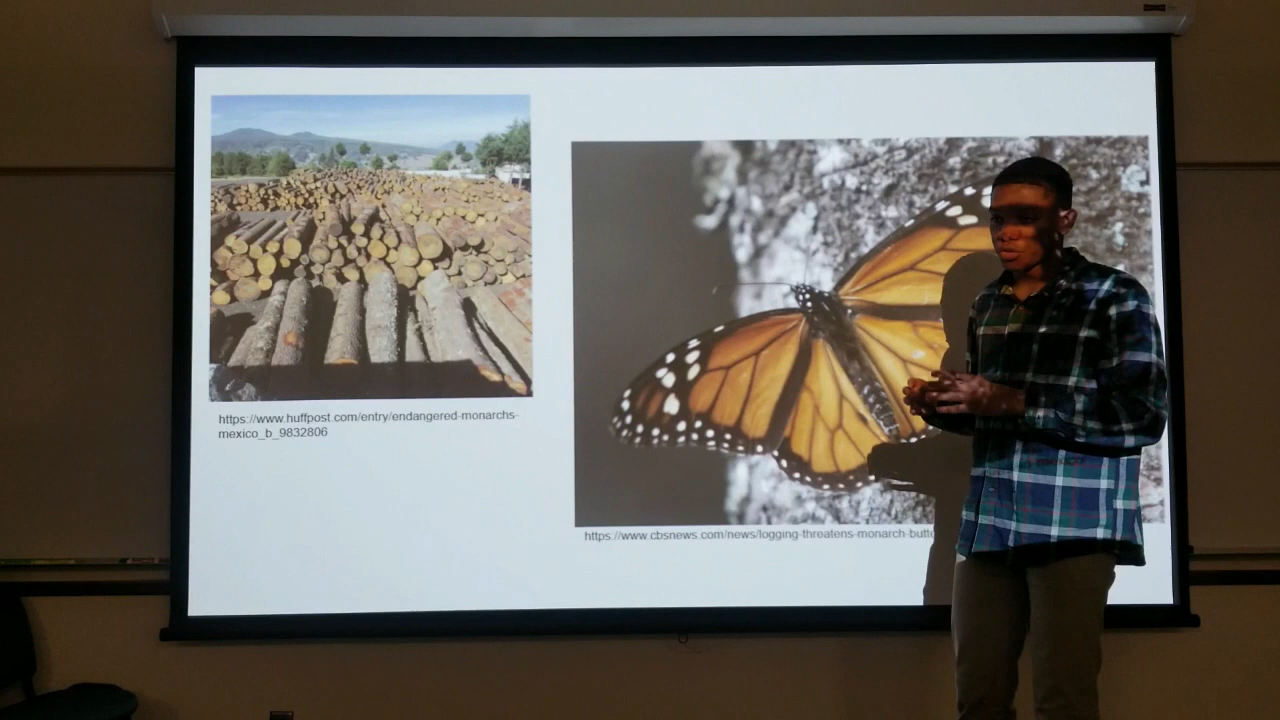 https://www.huffpost.com/entry/endangered-monarchs-
mexico_b_9832806
https://www.cbsnews.com/news/logging-threatens-monarch-butte